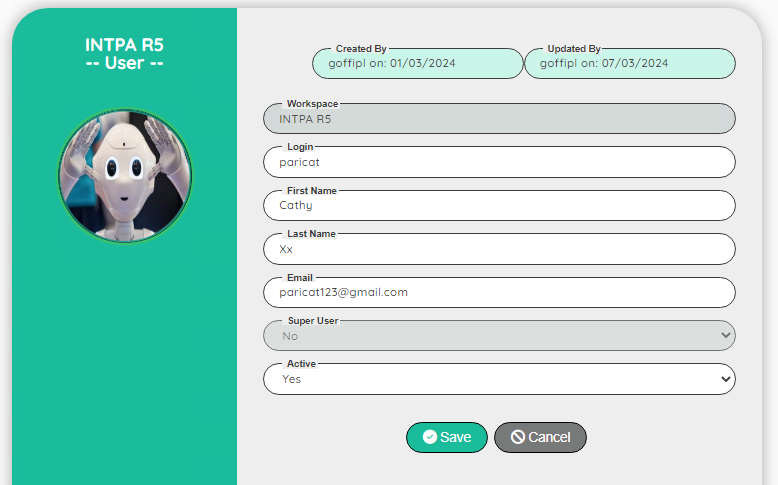 INTPA R5
-- User --
Created By
goffipl on: 01/03/2024
Updated By
goffipl on: 07/03/2024
Workspace
INTPA R5
Login
paricat
First Name
Cathy
Last Name
Xx
Email
paricat123@gmail.com
Super User
No
Active
Yes
Save
Cancel